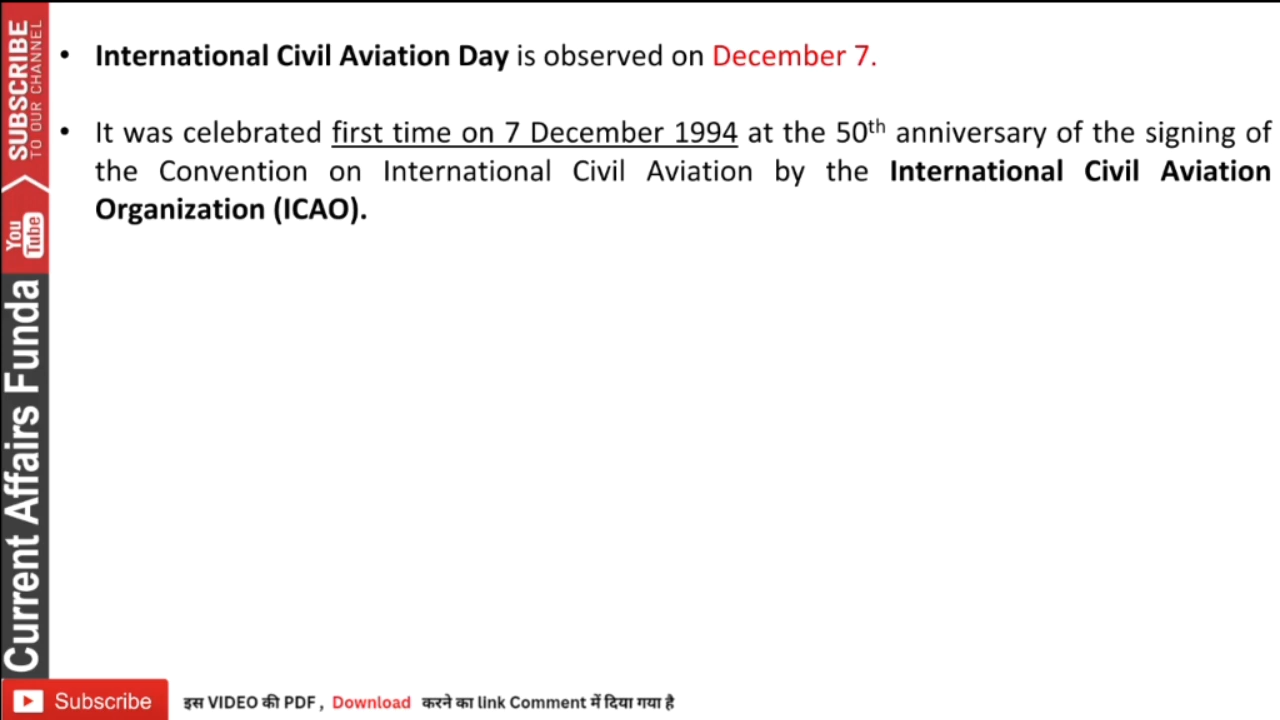 • International Civil Aviation Day is observed on December 7.
• It was celebrated first time on 7 December 1994 at the 50th anniversary of the signing of
the Convention on International Civil Aviation by the International Civil Aviation
Organization (ICAO).
SUBSCRIBE
TO OUR CHANNEL
You
Tube
Current Affairs Funda
Subscribe
इस VIDEO की PDF , Download करने का link Comment में दिया गया है